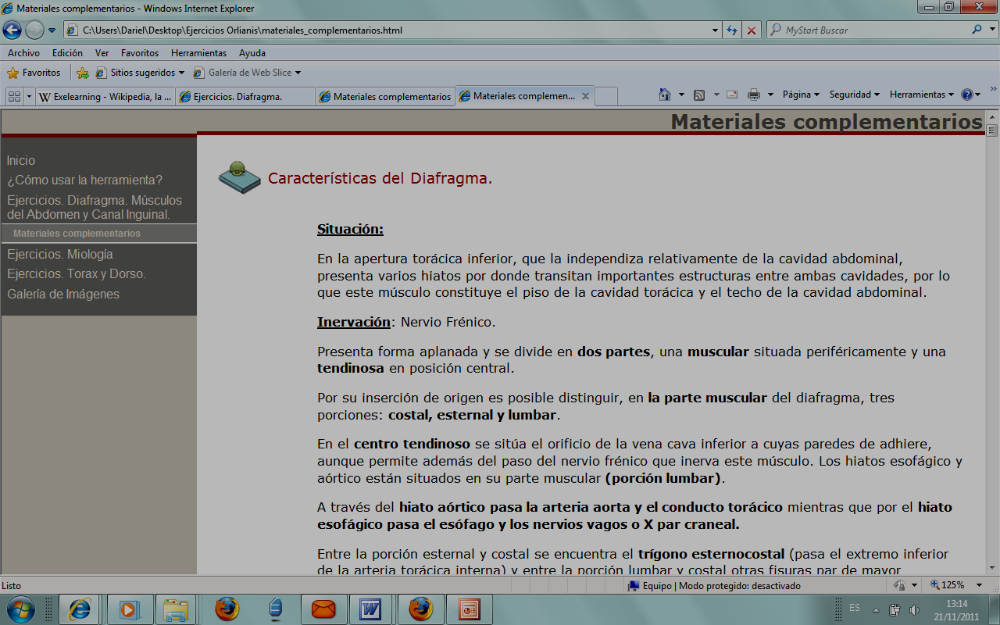 Materiales complementarios - Windows Internet Explorer
C:\Users\Dariel\Desktop\Ejercicios Orlianis\materiales_complementarios.html
MyStart Buscar
Archivo Edición Ver Favoritos Herramientas Ayuda
Favoritos Sitios sugeridos Galería de Web Slice
W Exelearning - Wikipedia, la ... Ejercicios. Diafragma. Materiales complementarios Materiales complemen... Página Seguridad Herramientas
Materiales complementarios
Inicio
¿Cómo usar la herramienta?
Ejercicios. Diafragma. Músculos
del Abdomen y Canal Inguinal.
Materiales complementarios
Ejercicios. Miología
Ejercicios. Torax y Dorso.
Galería de Imágenes
Características del Diafragma.
Situación:
En la apertura torácica inferior, que la independiza relativamente de la cavidad abdominal,
presenta varios hiatos por donde transitan importantes estructuras entre ambas cavidades, por lo
que este músculo constituye el piso de la cavidad torácica y el techo de la cavidad abdominal.
Inervación: Nervio Frénico.
Presenta forma aplanada y se divide en dos partes, una muscular situada periféricamente y una
tendinosa en posición central.
Por su inserción de origen es posible distinguir, en la parte muscular del diafragma, tres
porciones: costal, esternal y lumbar.
En el centro tendinoso se sitúa el orificio de la vena cava inferior a cuyas paredes de adhiere,
aunque permite además del paso del nervio frénico que inerva este músculo. Los hiatos esofágico y
aórtico están situados en su parte muscular (porción lumbar).
A través del hiato aórtico pasa la arteria aorta y el conducto torácico mientras que por el hiato
esofágico pasa el esófago y los nervios vagos o X par craneal.
Entre la porción esternal y costal se encuentra el trígono esternocostal (pasa el extremo inferior
de la arteria torácica interna) y entre la porción lumbar y costal otras fisuras par de mayor
Listo
Equipo | Modo protegido: desactivado
125%
ES
13:14
21/11/2011